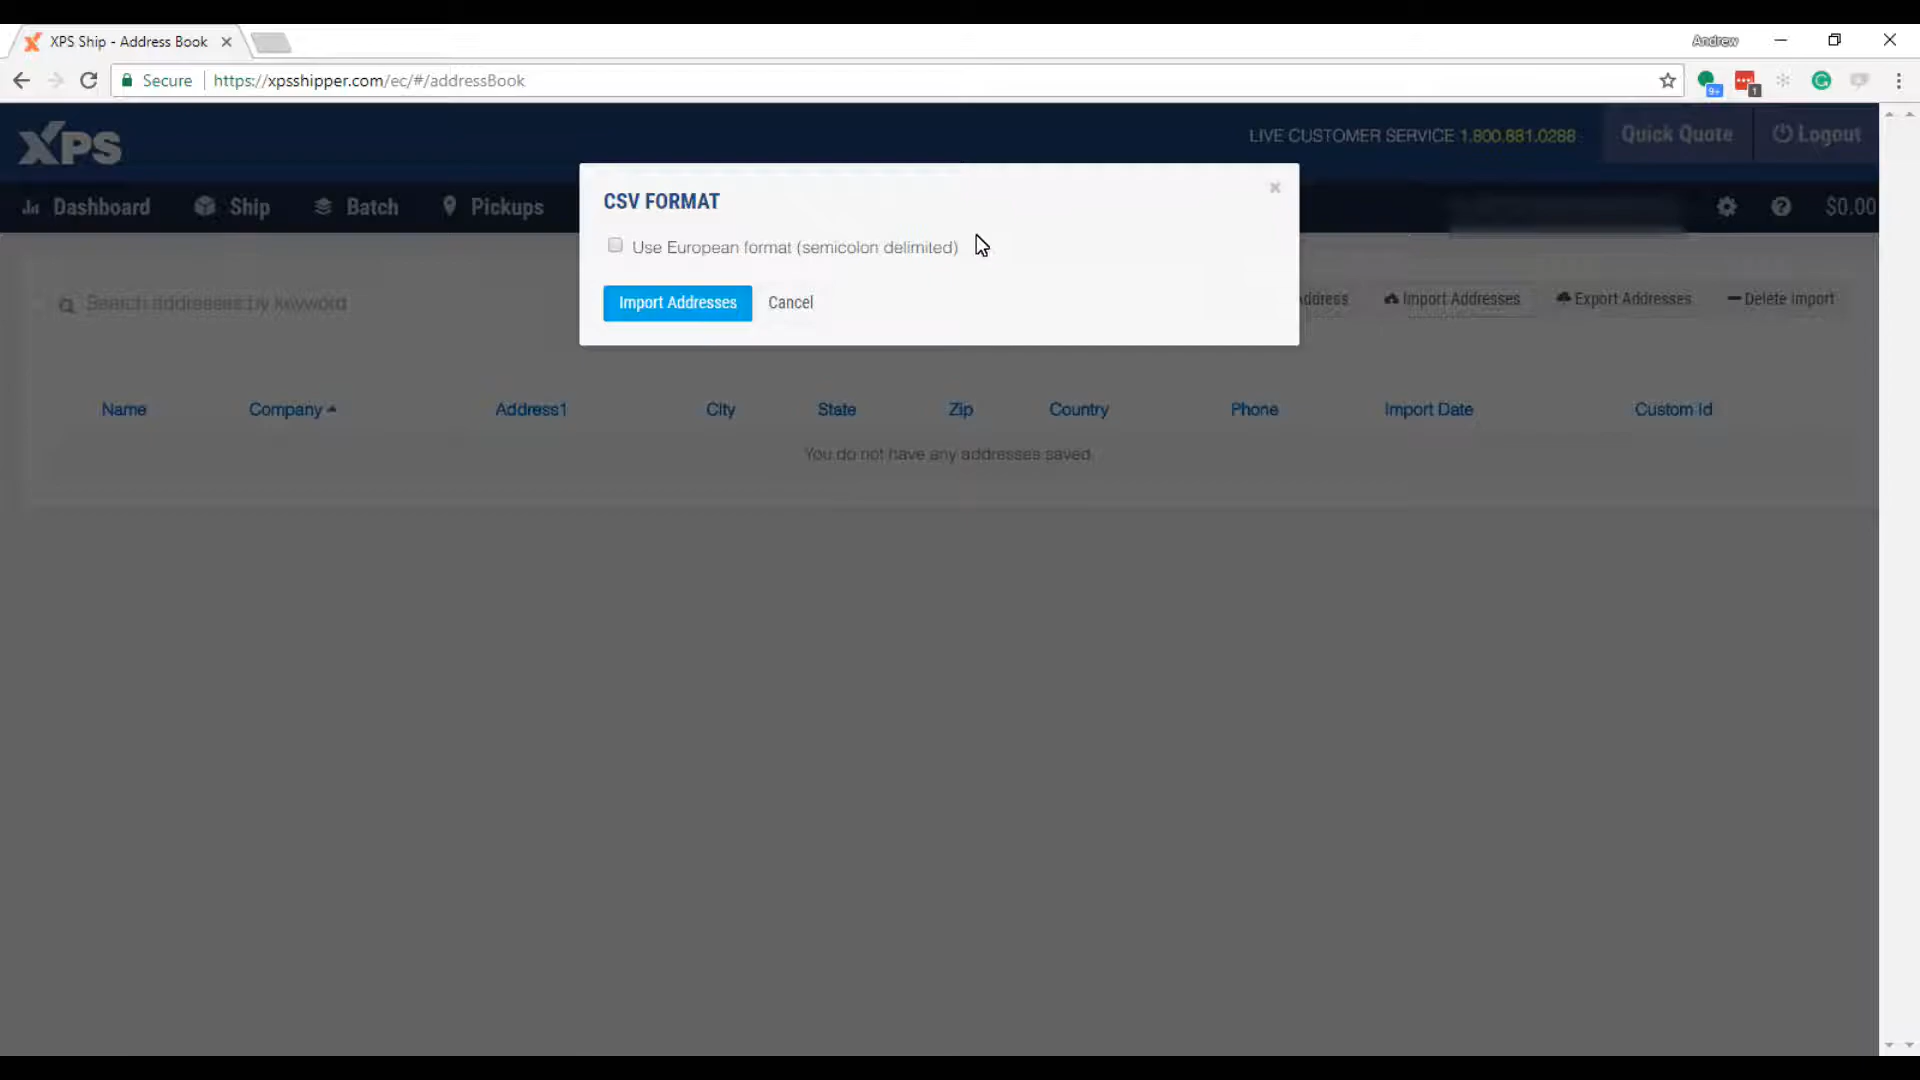 XPS Ship - Address Book
Andrew
Secure https://xpsshipper.com/ec/#/addressBook
9+
1
XPS
LIVE CUSTOMER SERVICE 1.800.881.0288
Quick Quote
Logout
Dashboard
Ship
Batch
Pickups
$0.00
CSV FORMAT
Use European format (semicolon delimited)
Import Addresses
Cancel
Search addresses by keyword
ddress
Import Addresses
Export Addresses
Delete Import
Name Company Address1 City State Zip Country Phone Import Date Custom Id
You do not have any addresses saved.